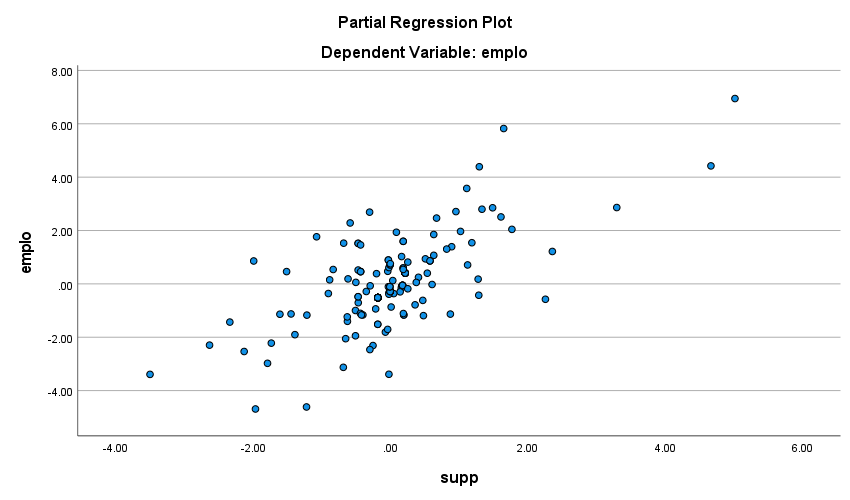 Partial Regression Plot
Dependent Variable: emplo
8.00
6.00
4.00
2.00
.00
-2.00
-4.00
emplo
-4.00 -2.00 .00 2.00 4.00 6.00
supp